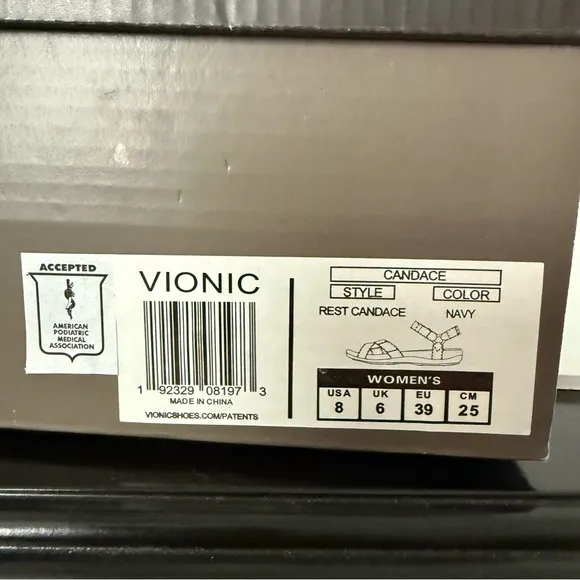 ACCEPTED
AMERICAN
PODIATRIC
MEDICAL
ASSOCIATION
VIONIC
1 92329 08197 3
MADE IN CHINA
VIONICSHOES.COM/PATENTS
CANDACE
STYLE COLOR
REST CANDACE NAVY
WOMEN'S
USA UK EU CM
8 6 39 25